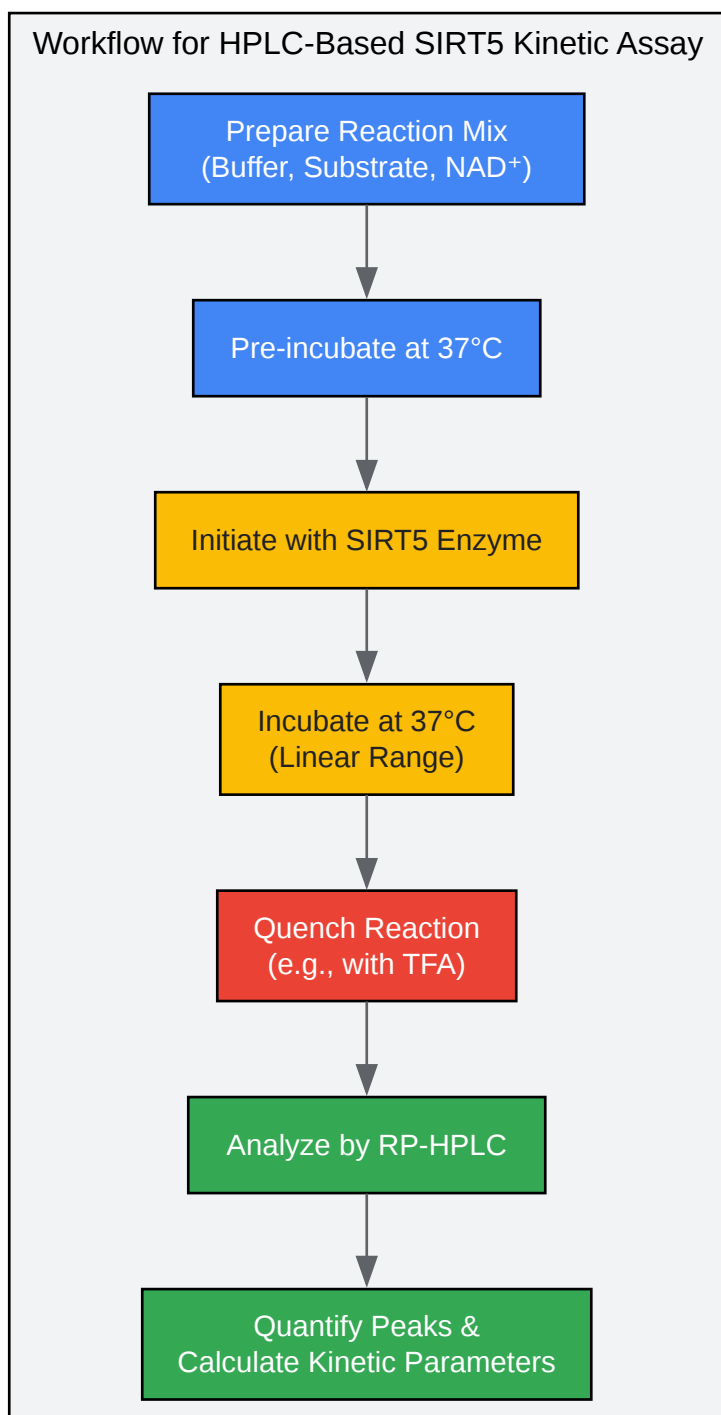 Workflow for HPLC-Based SIRT5 Kinetic Assay
Prepare Reaction Mix
(Buffer, Substrate, NAD⁺)
Pre-incubate at 37°C
Initiate with SIRT5 Enzyme
Incubate at 37°C
(Linear Range)
Quench Reaction
(e.g., with TFA)
Analyze by RP-HPLC
Quantify Peaks &
Calculate Kinetic Parameters